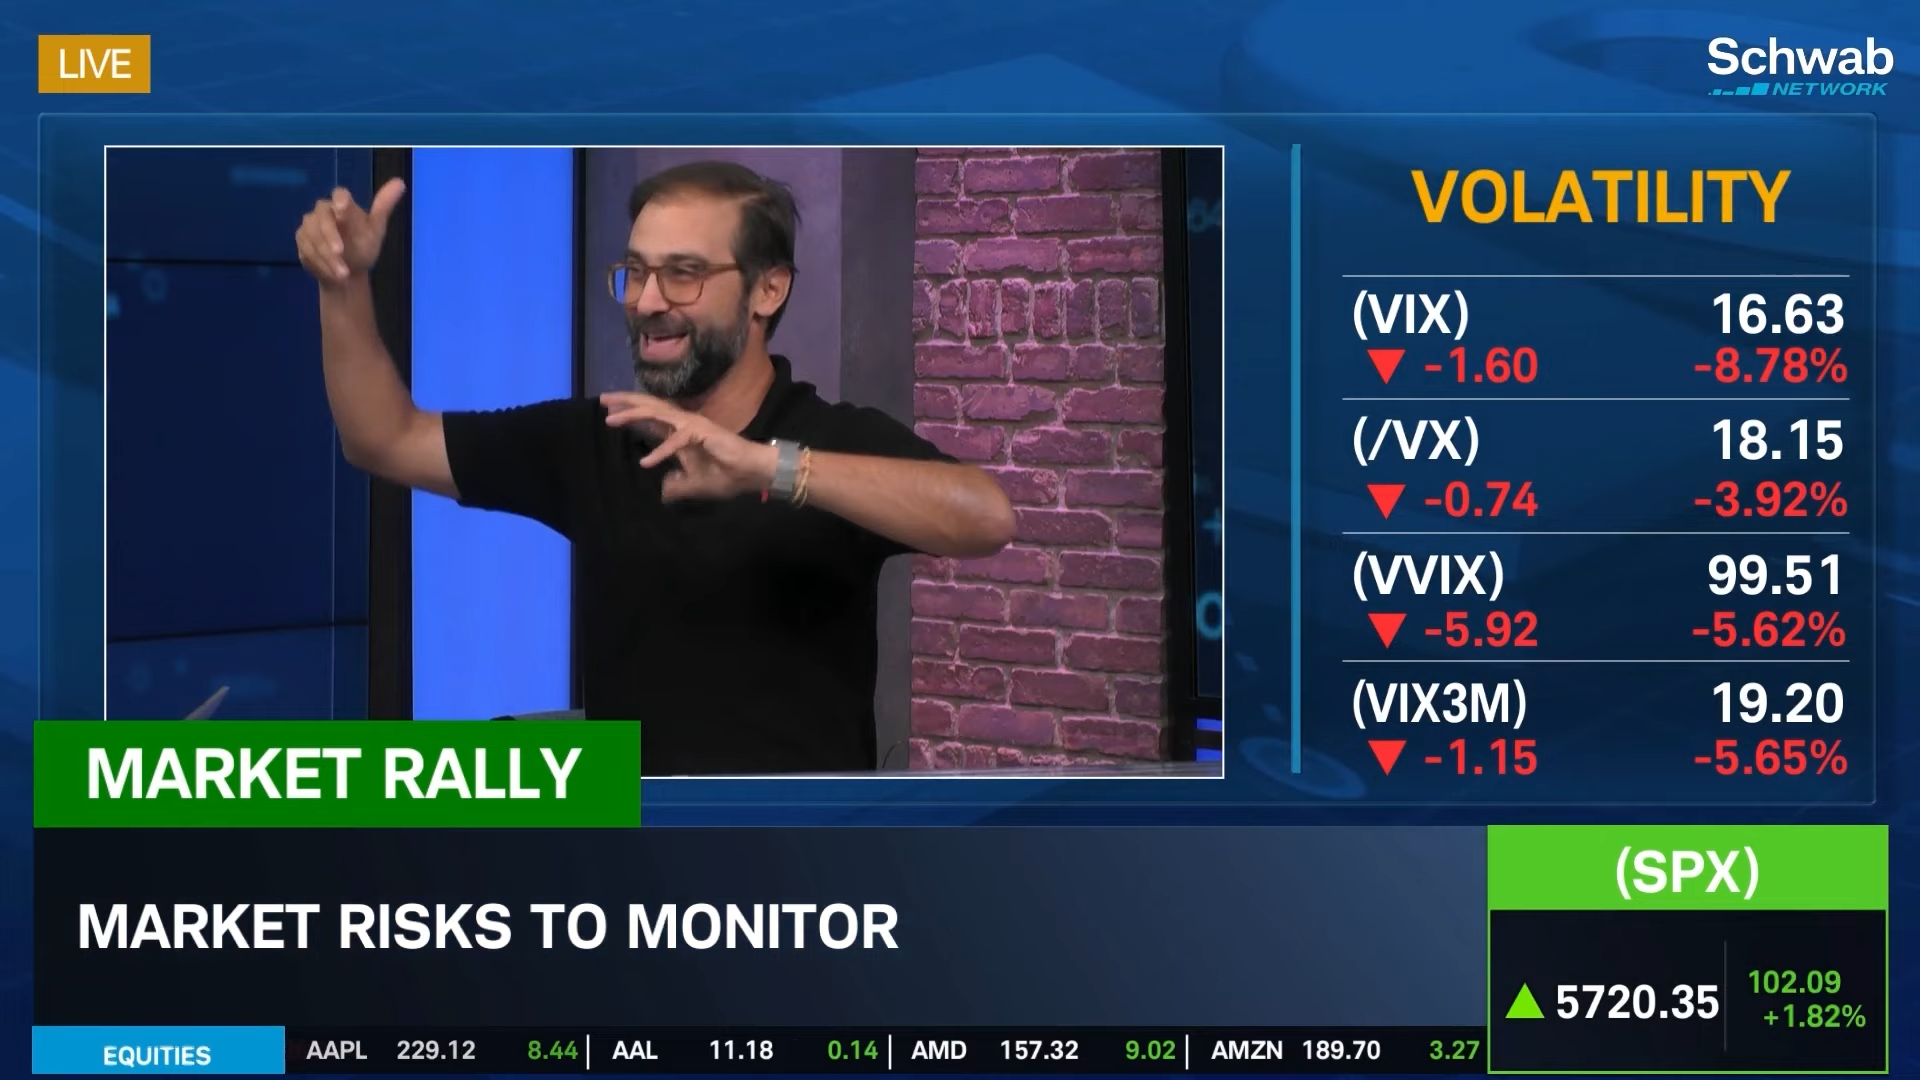 LIVE
Schwab
NETWORK
VOLATILITY
(VIX) 16.63
▼ -1.60 -8.78%
(/VX) 18.15
▼ -0.74 -3.92%
(VVIX) 99.51
▼ -5.92 -5.62%
(VIX3M) 19.20
▼ -1.15 -5.65%
MARKET RALLY
MARKET RISKS TO MONITOR
(SPX)
▲ 5720.35 102.09
+1.82%
EQUITIES AAPL 229.12 8.44 | AAL 11.18 0.14 | AMD 157.32 9.02 | AMZN 189.70 3.27